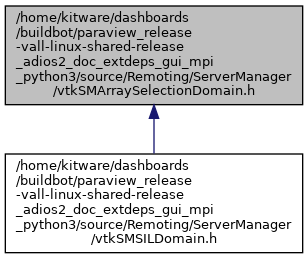 /home/kitware/dashboards
/buildbot/paraview_release
-vall-linux-shared-release
_adios2_doc_extdeps_gui_mpi
_python3/source/Remoting/ServerManager
/vtkSMArraySelectionDomain.h
/home/kitware/dashboards
/buildbot/paraview_release
-vall-linux-shared-release
_adios2_doc_extdeps_gui_mpi
_python3/source/Remoting/ServerManager
/vtkSMSILDomain.h